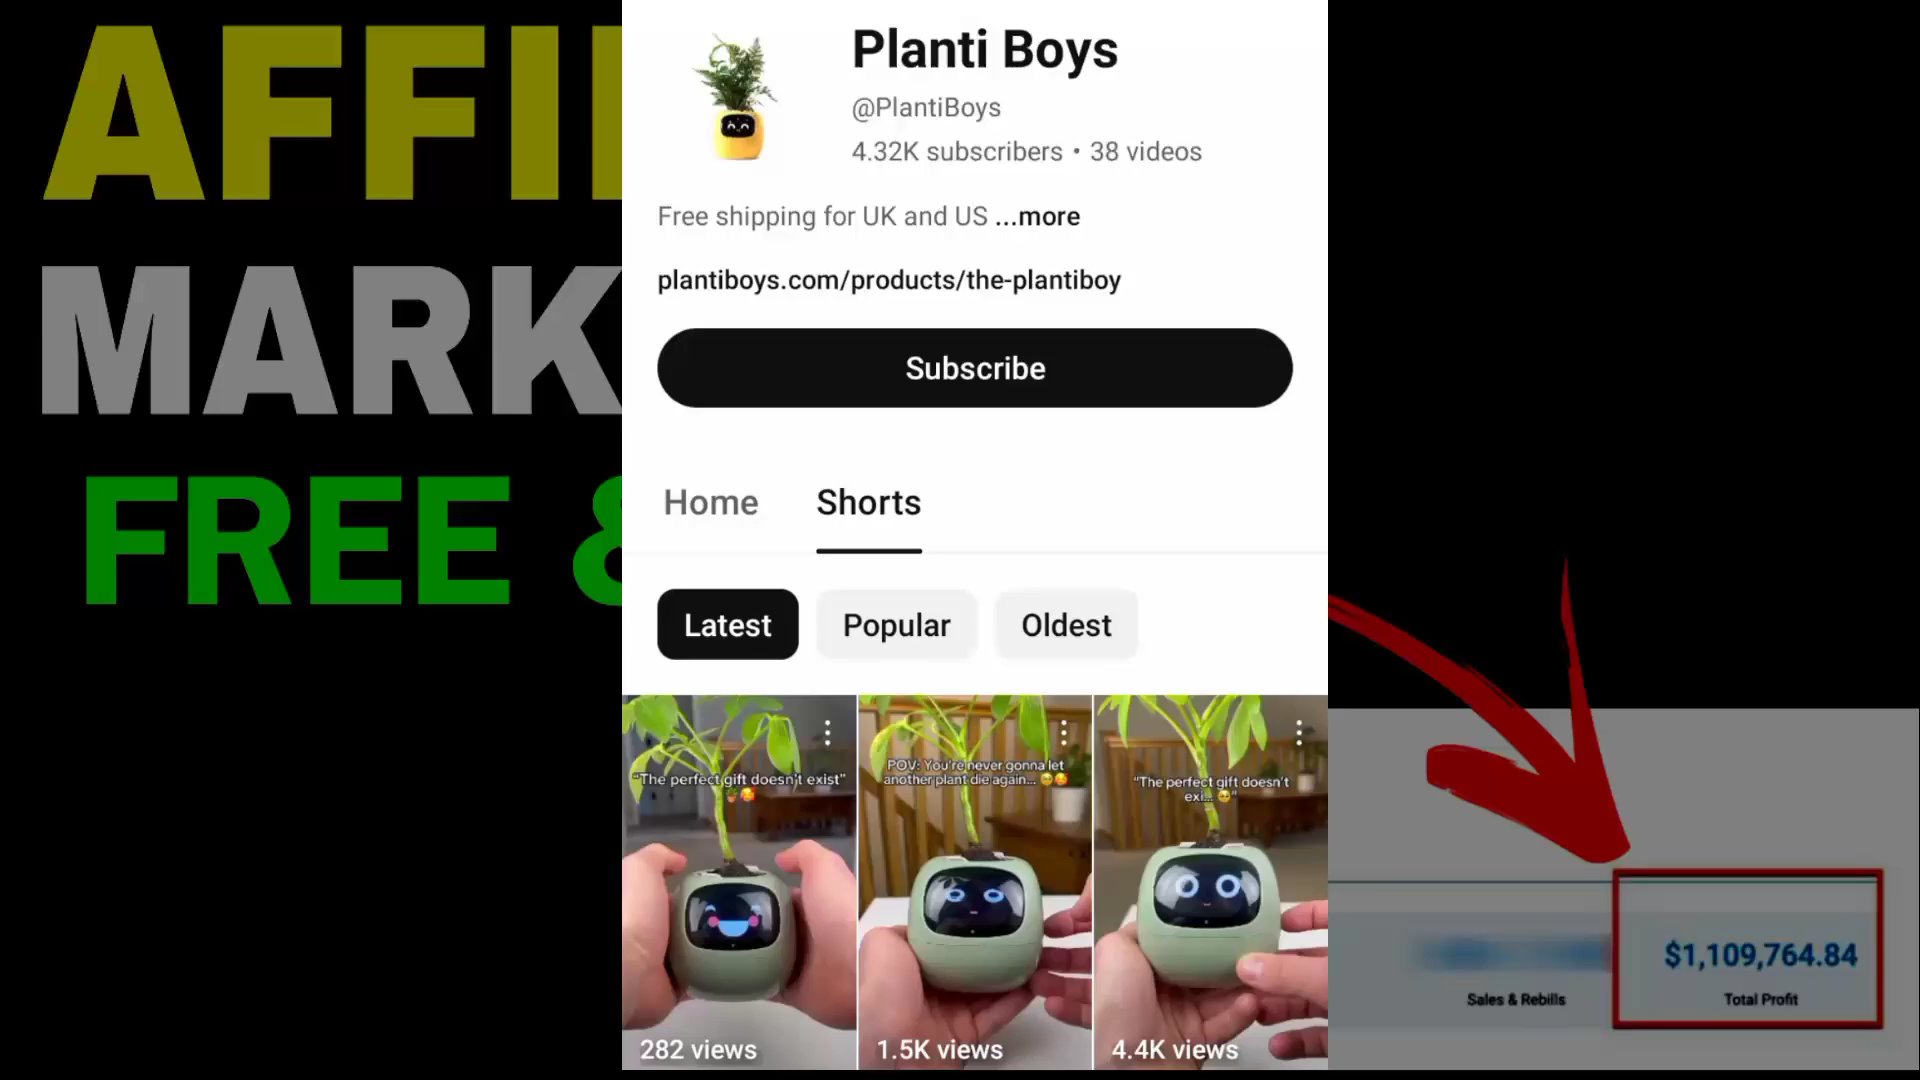 AFFI
MARK
FREE &
Planti Boys
@PlantiBoys
4.32K subscribers • 38 videos
Free shipping for UK and US ...more
plantiboys.com/products/the-plantiboy
Subscribe
Home
Shorts
Latest
Popular
Oldest
"The perfect gift doesn't exist"
282 views
POV: You're never gonna let
another plant die again...
1.5K views
"The perfect gift doesn't
exi... "
4.4K views
Sales & Rebills
$1,109,764.84
Total Profit